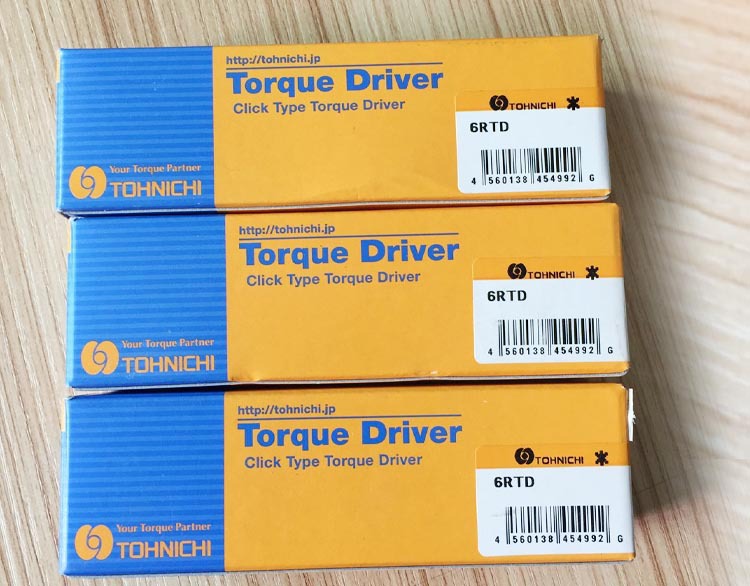 http://tohnichi.jp
Torque Driver
Click Type Torque Driver
TOHNICHI
6RTD
4 560138 454992 G
Your Torque Partner
TOHNICHI
http://tohnichi.jp
Torque Driver
Click Type Torque Driver
TOHNICHI
6RTD
4 560138 454992 G
Your Torque Partner
TOHNICHI
http://tohnichi.jp
Torque Driver
Click Type Torque Driver
TOHNICHI
6RTD
4 560138 454992 G
Your Torque Partner
TOHNICHI